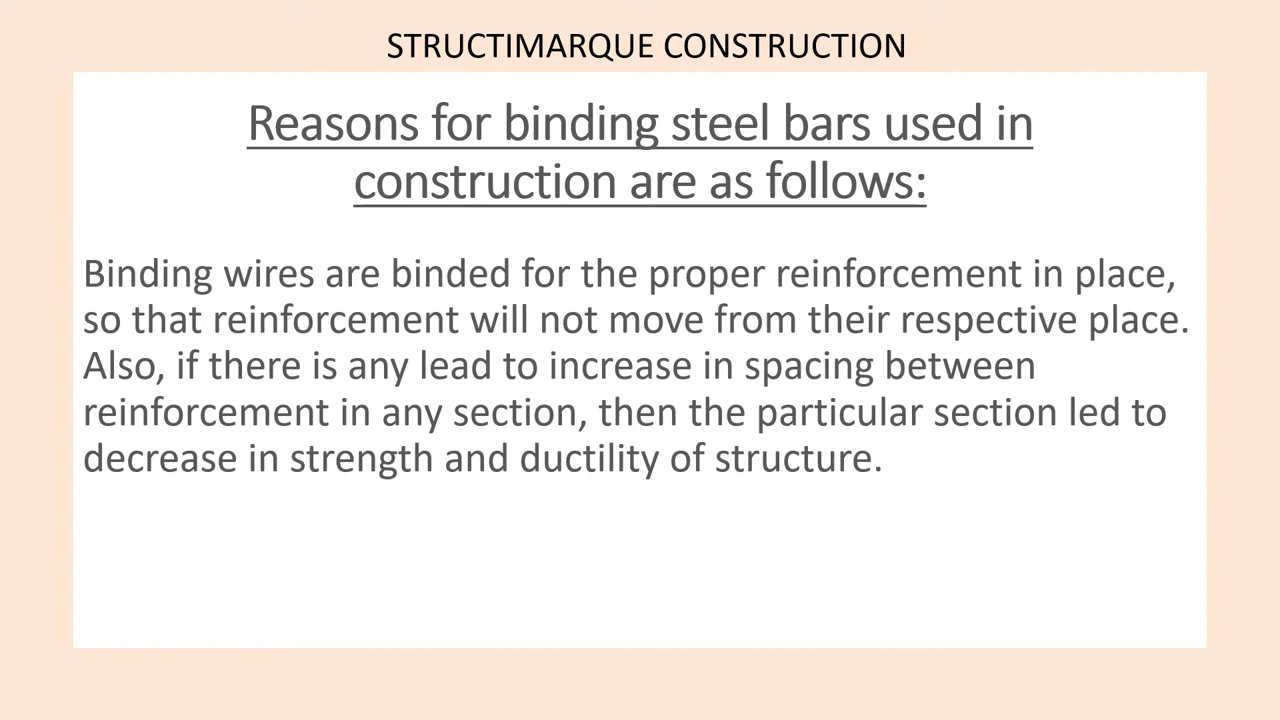 STRUCTIMARQUE CONSTRUCTION
Reasons for binding steel bars used in
construction are as follows:
Binding wires are binded for the proper reinforcement in place,
so that reinforcement will not move from their respective place.
Also, if there is any lead to increase in spacing between
reinforcement in any section, then the particular section led to
decrease in strength and ductility of structure.